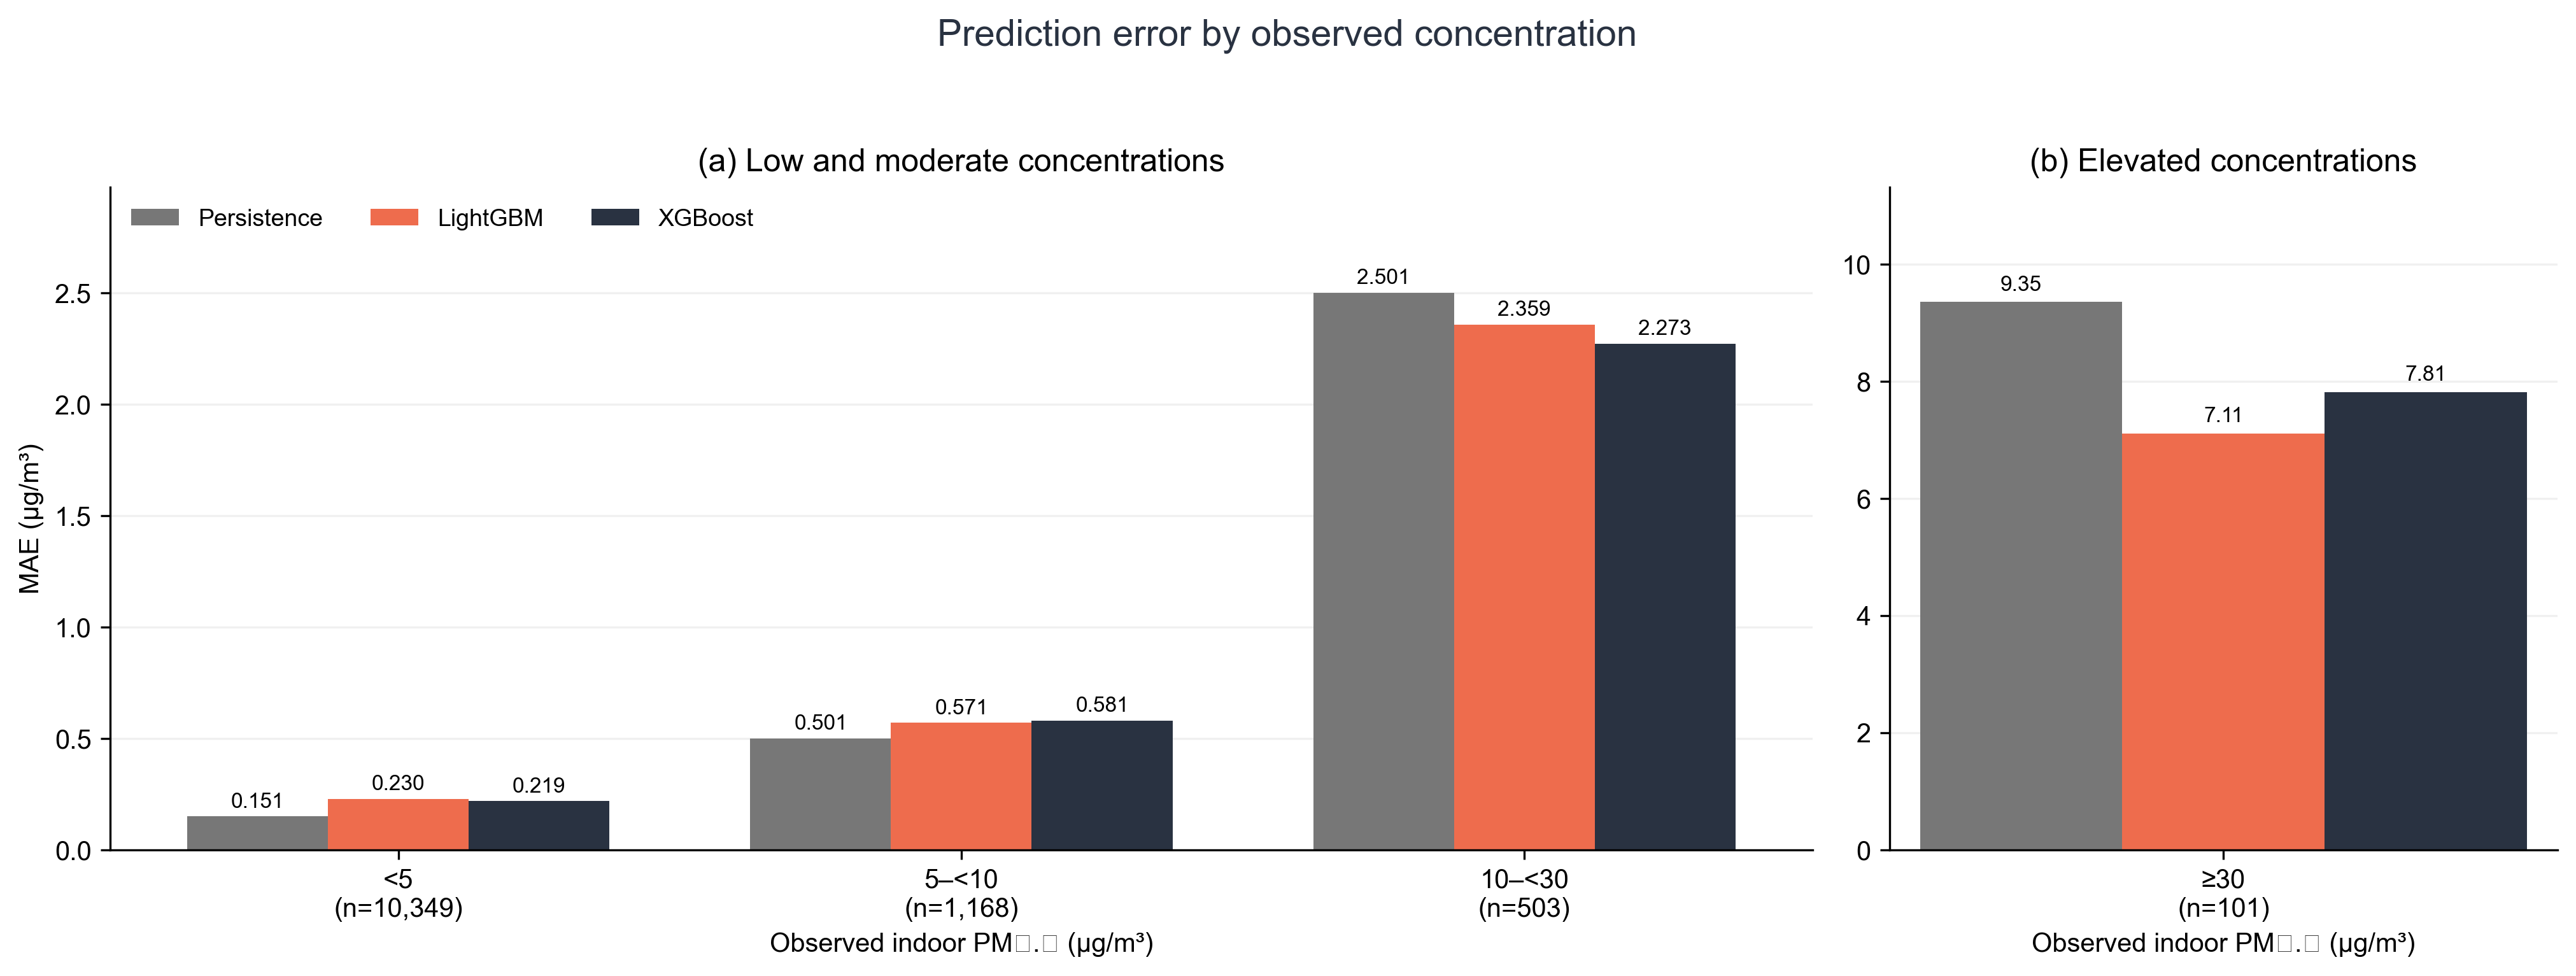 Prediction error by observed concentration
(a) Low and moderate concentrations
Persistence LightGBM XGBoost
MAE (µg/m³)
2.5
2.0
1.5
1.0
0.5
0.0
0.151
0.230
0.219
0.501
0.571
0.581
2.501
2.359
2.273
<5
(n=10,349)
5–<10
(n=1,168)
10–<30
(n=503)
Observed indoor PM□.□ (µg/m³)
(b) Elevated concentrations
10
8
6
4
2
0
9.35
7.11
7.81
≥30
(n=101)
Observed indoor PM□.□ (µg/m³)